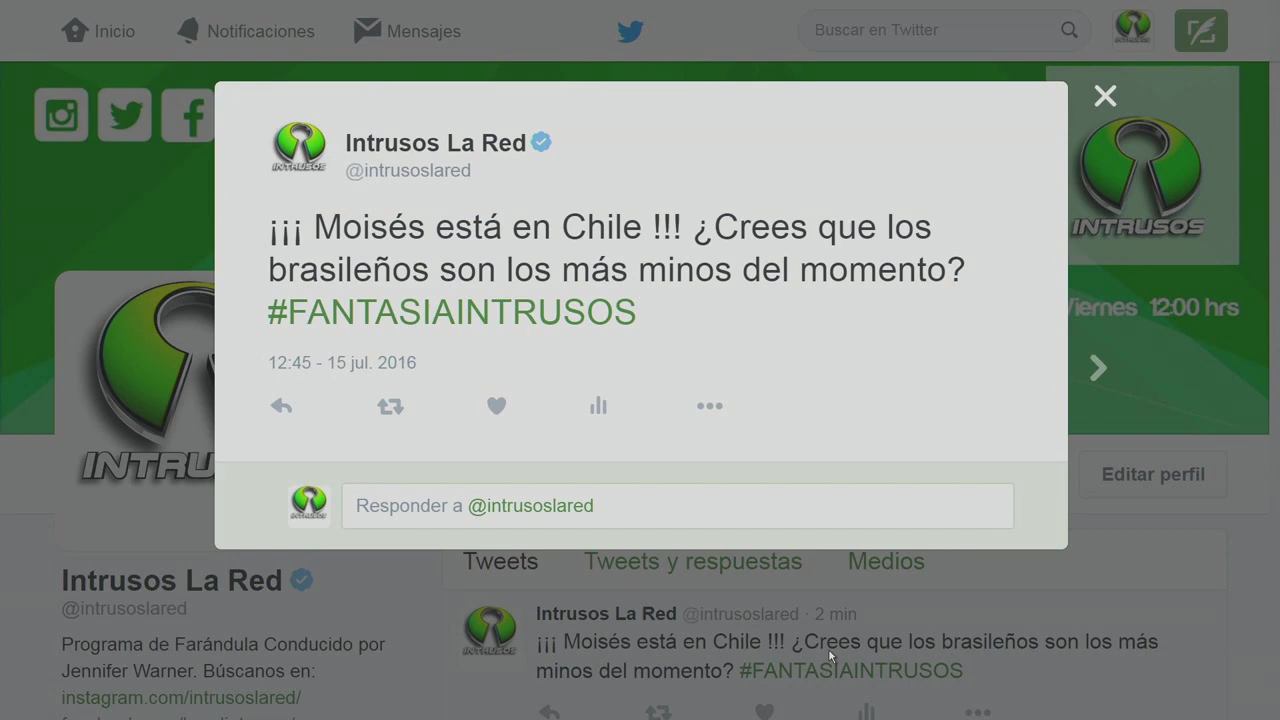 Inicio
Notificaciones
Mensajes
Buscar en Twitter
INTRUSOS
Intrusos La Red
@intrusoslared
¡¡¡ Moisés está en Chile !!! ¿Crees que los
brasileños son los más minos del momento?
#FANTASIAINTRUSOS
12:45 - 15 jul. 2016
Responder a @intrusoslared
INTRUSOS
Viernes 12:00 hrs
Editar perfil
Intrusos La Red
@intrusoslared
Programa de Farándula Conducido por
Jennifer Warner. Búscanos en:
instagram.com/intrusoslared/
Tweets
Tweets y respuestas
Medios
Intrusos La Red @intrusoslared · 2 min
¡¡¡ Moisés está en Chile !!! ¿Crees que los brasileños son los más
minos del momento? #FANTASIAINTRUSOS